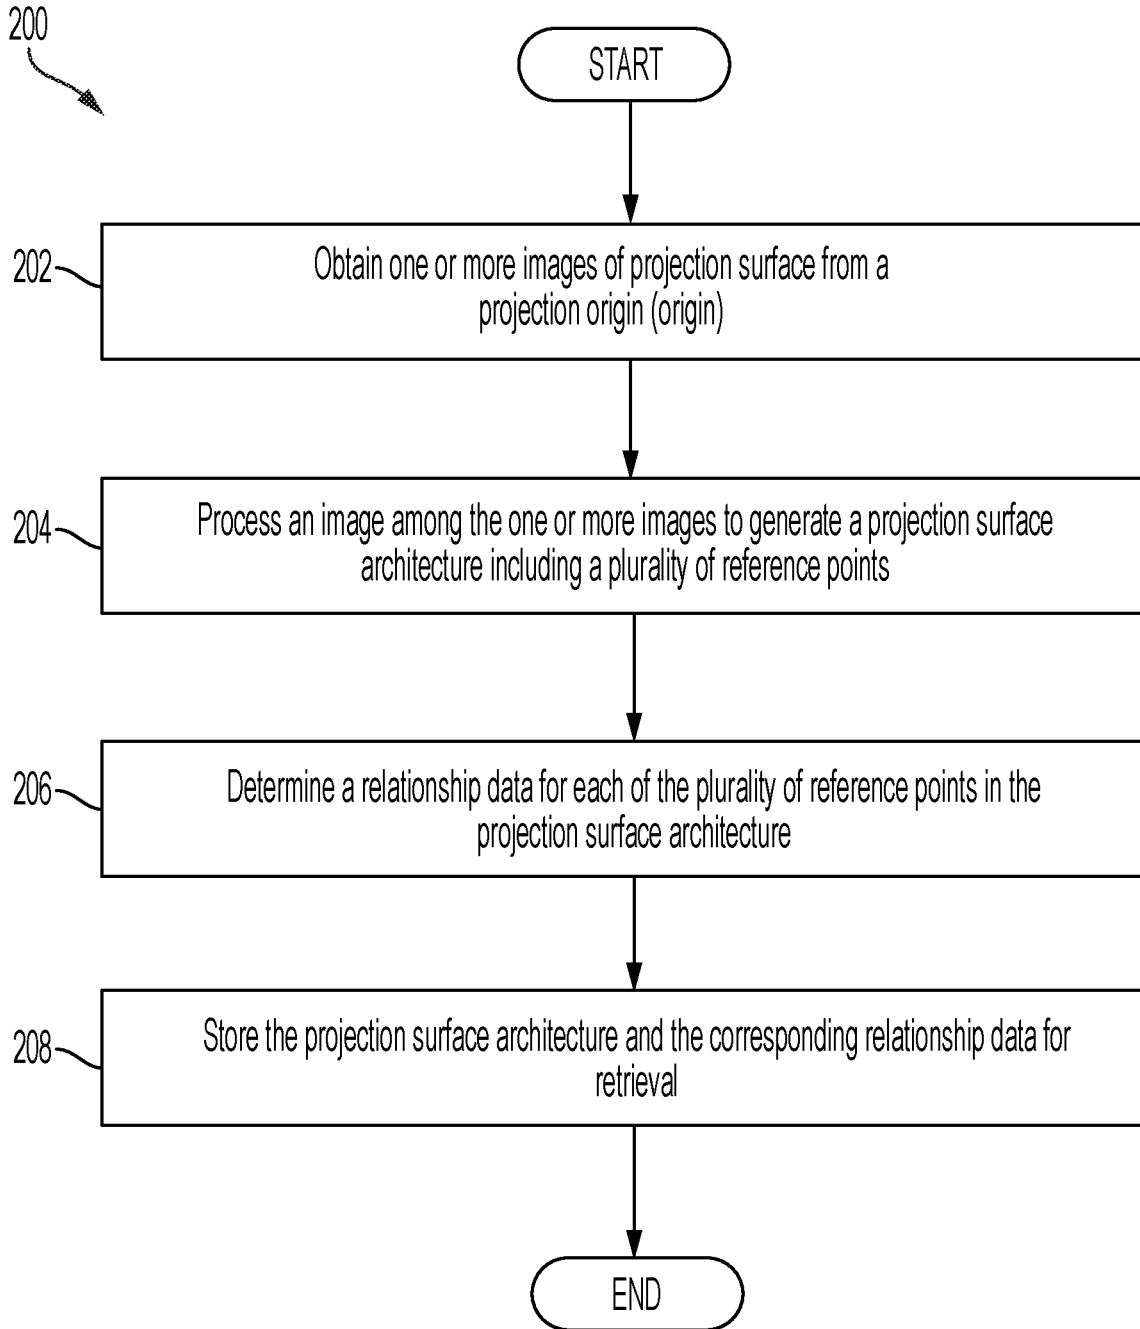 200
START
202
Obtain one or more images of projection surface from a
projection origin (origin)
204
Process an image among the one or more images to generate a projection surface
architecture including a plurality of reference points
206
Determine a relationship data for each of the plurality of reference points in the
projection surface architecture
208
Store the projection surface architecture and the corresponding relationship data for
retrieval
END